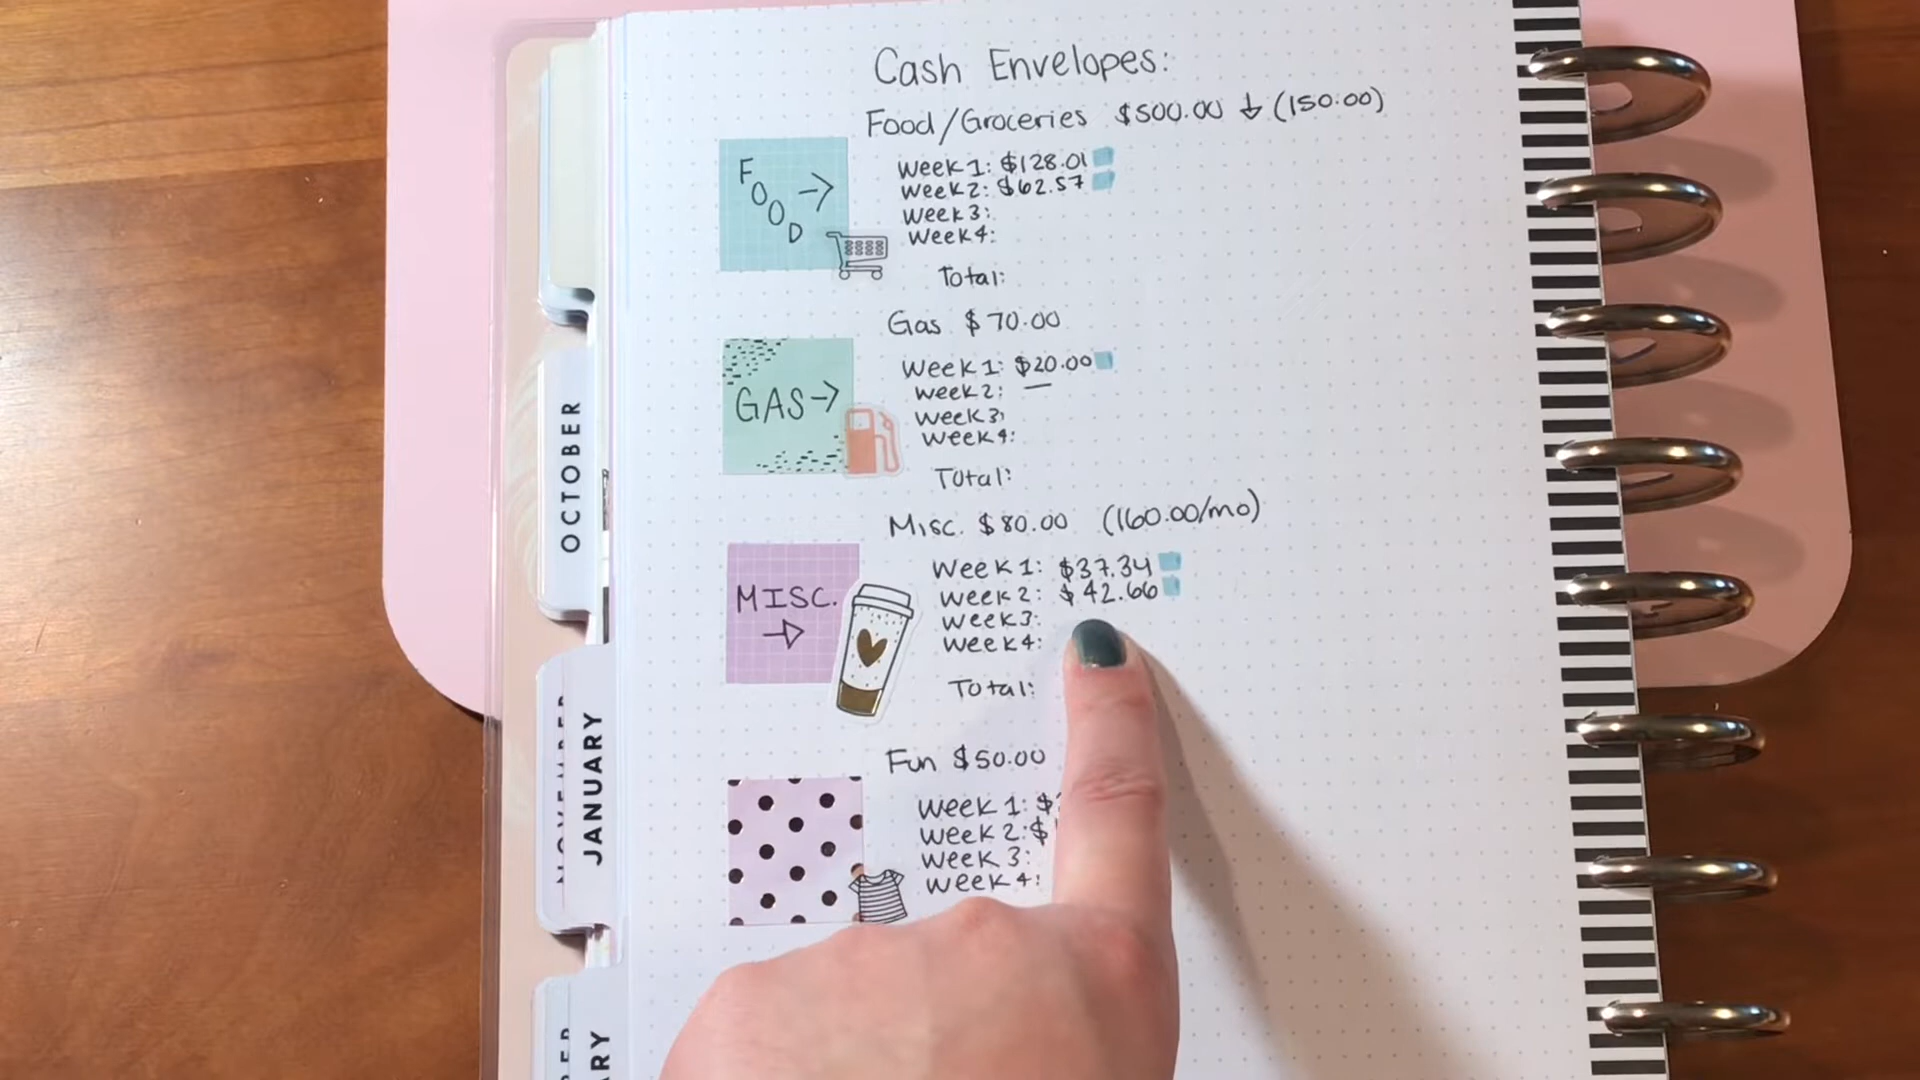 Cash Envelopes:
Food/Groceries $500.00 ↓ (150.00)
FOOD →
Week 1: $128.01
Week 2: $62.57
Week 3:
Week 4:
Total:
Gas $70.00
GAS →
Week 1: $20.00
Week 2: —
Week 3:
Week 4:
Total:
Misc. $80.00 (160.00/mo)
MISC. →
Week 1: $37.34
Week 2: $42.66
Week 3:
Week 4:
Total:
Fun $50.00
Week 1: $
Week 2: $
Week 3:
Week 4:
OCTOBER
NOVEMBER
JANUARY